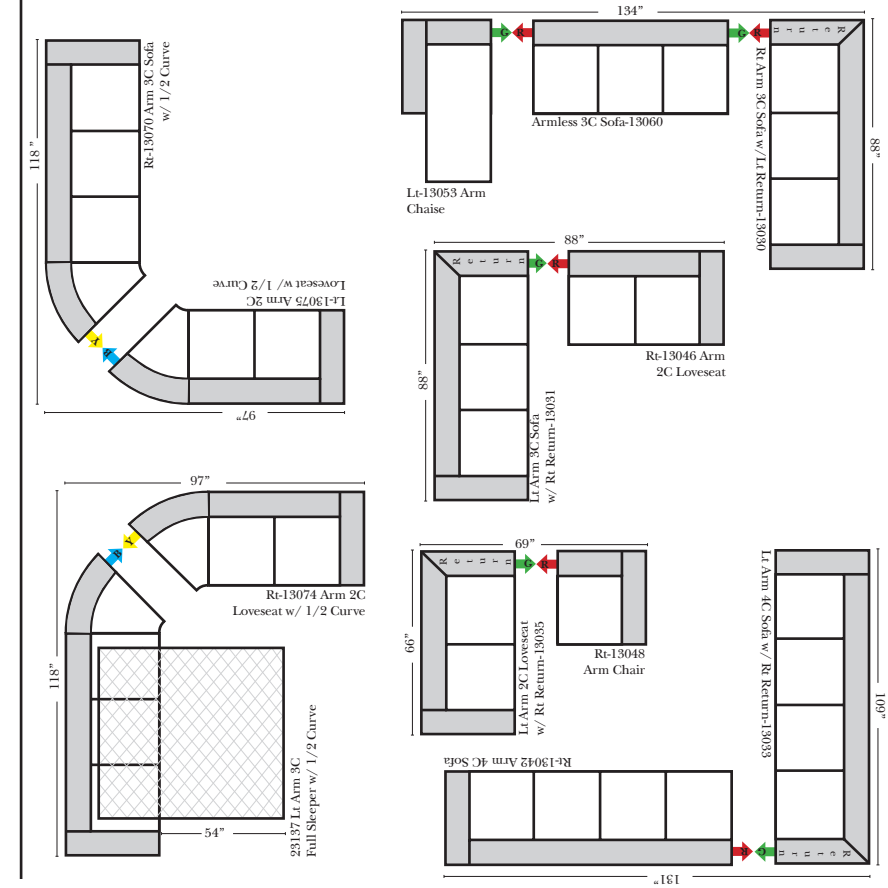 118 ”
Rt-13070 Arm 3C Sofa
w/ 1/2 Curve
Y
B
Lt-13075 Arm 2C
Loveseat w/ 1/2 Curve
97”
134”
G
R
G
R
Return
Armless 3C Sofa-13060
Lt-13053 Arm
Chaise
Rt Arm 3C Sofa w/Lt Return-13030
88”
88”
Return
G
R
88”
Lt Arm 3C Sofa
w/ Rt Return-13031
Rt-13046 Arm
2C Loveseat
97”
B
Y
Rt-13074 Arm 2C
Loveseat w/ 1/2 Curve
118”
54”
23137 Lt Arm 3C
Full Sleeper w/ 1/2 Curve
69”
Return
G
R
66”
Lt Arm 2C Loveseat
w/ Rt Return-13035
Rt-13048
Arm Chair
Lt Arm 4C Sofa w/ Rt Return-13033
109”
Rt-13042 Arm 4C Sofa
R
G
Return
131”